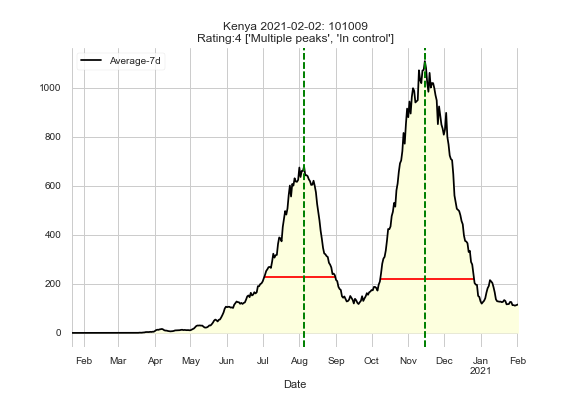 Kenya 2021-02-02: 101009
Rating:4 ['Multiple peaks', 'In control']
Average-7d
1000
800
600
400
200
0
Feb Mar Apr May Jun Jul Aug Sep Oct Nov Dec Jan Feb
2021
Date